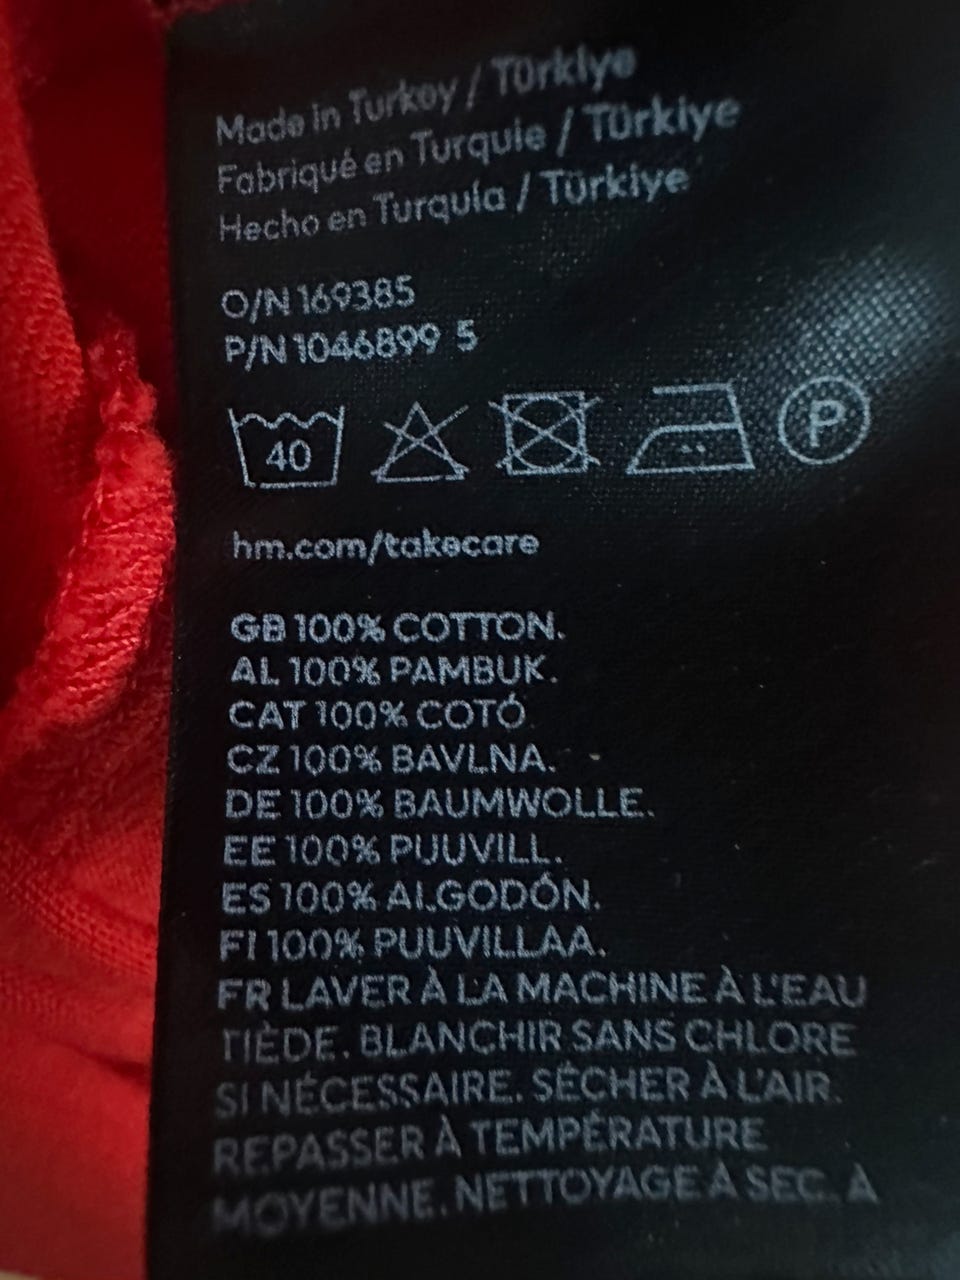 Made in Turkey / Türkiye
Fabriqué en Turquie / Türkiye
Hecho en Turquía / Türkiye
O/N 169385
P/N 1046899 5
40 P
hm.com/takecare
GB 100% COTTON.
AL 100% PAMBUK.
CAT 100% COTÓ.
CZ 100% BAVLNA.
DE 100% BAUMWOLLE.
EE 100% PUUVILL.
ES 100% ALGODÓN.
FI 100% PUUVILLAA.
FR LAVER À LA MACHINE À L'EAU
TIÈDE. BLANCHIR SANS CHLORE
SI NÉCESSAIRE. SÉCHER À L'AIR.
REPASSER À TEMPÉRATURE
MOYENNE. NETTOYAGE À SEC. À